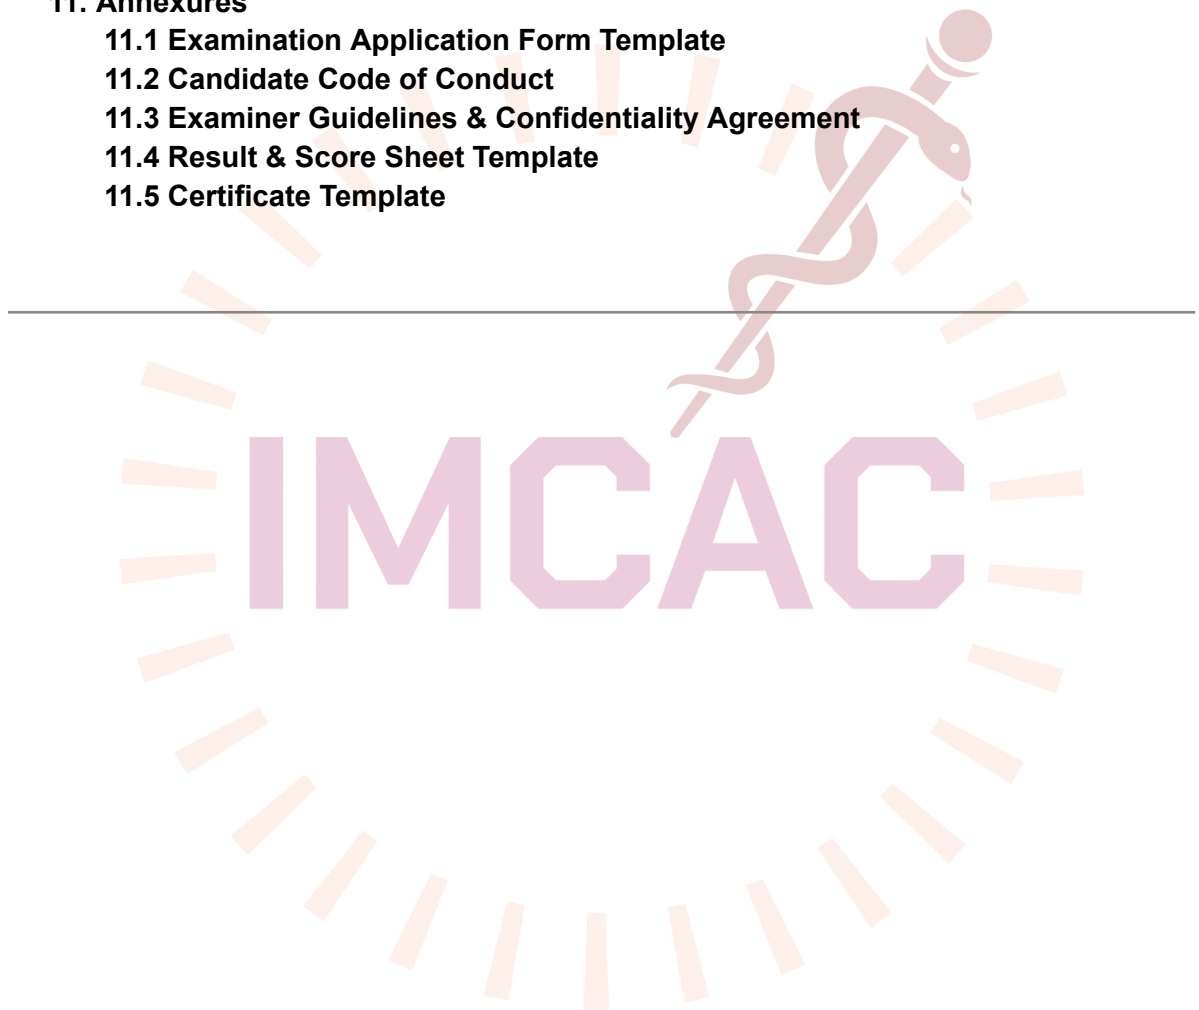 11. Annexures
11.1 Examination Application Form Template
11.2 Candidate Code of Conduct
11.3 Examiner Guidelines & Confidentiality Agreement
11.4 Result & Score Sheet Template
11.5 Certificate Template
IMCAC